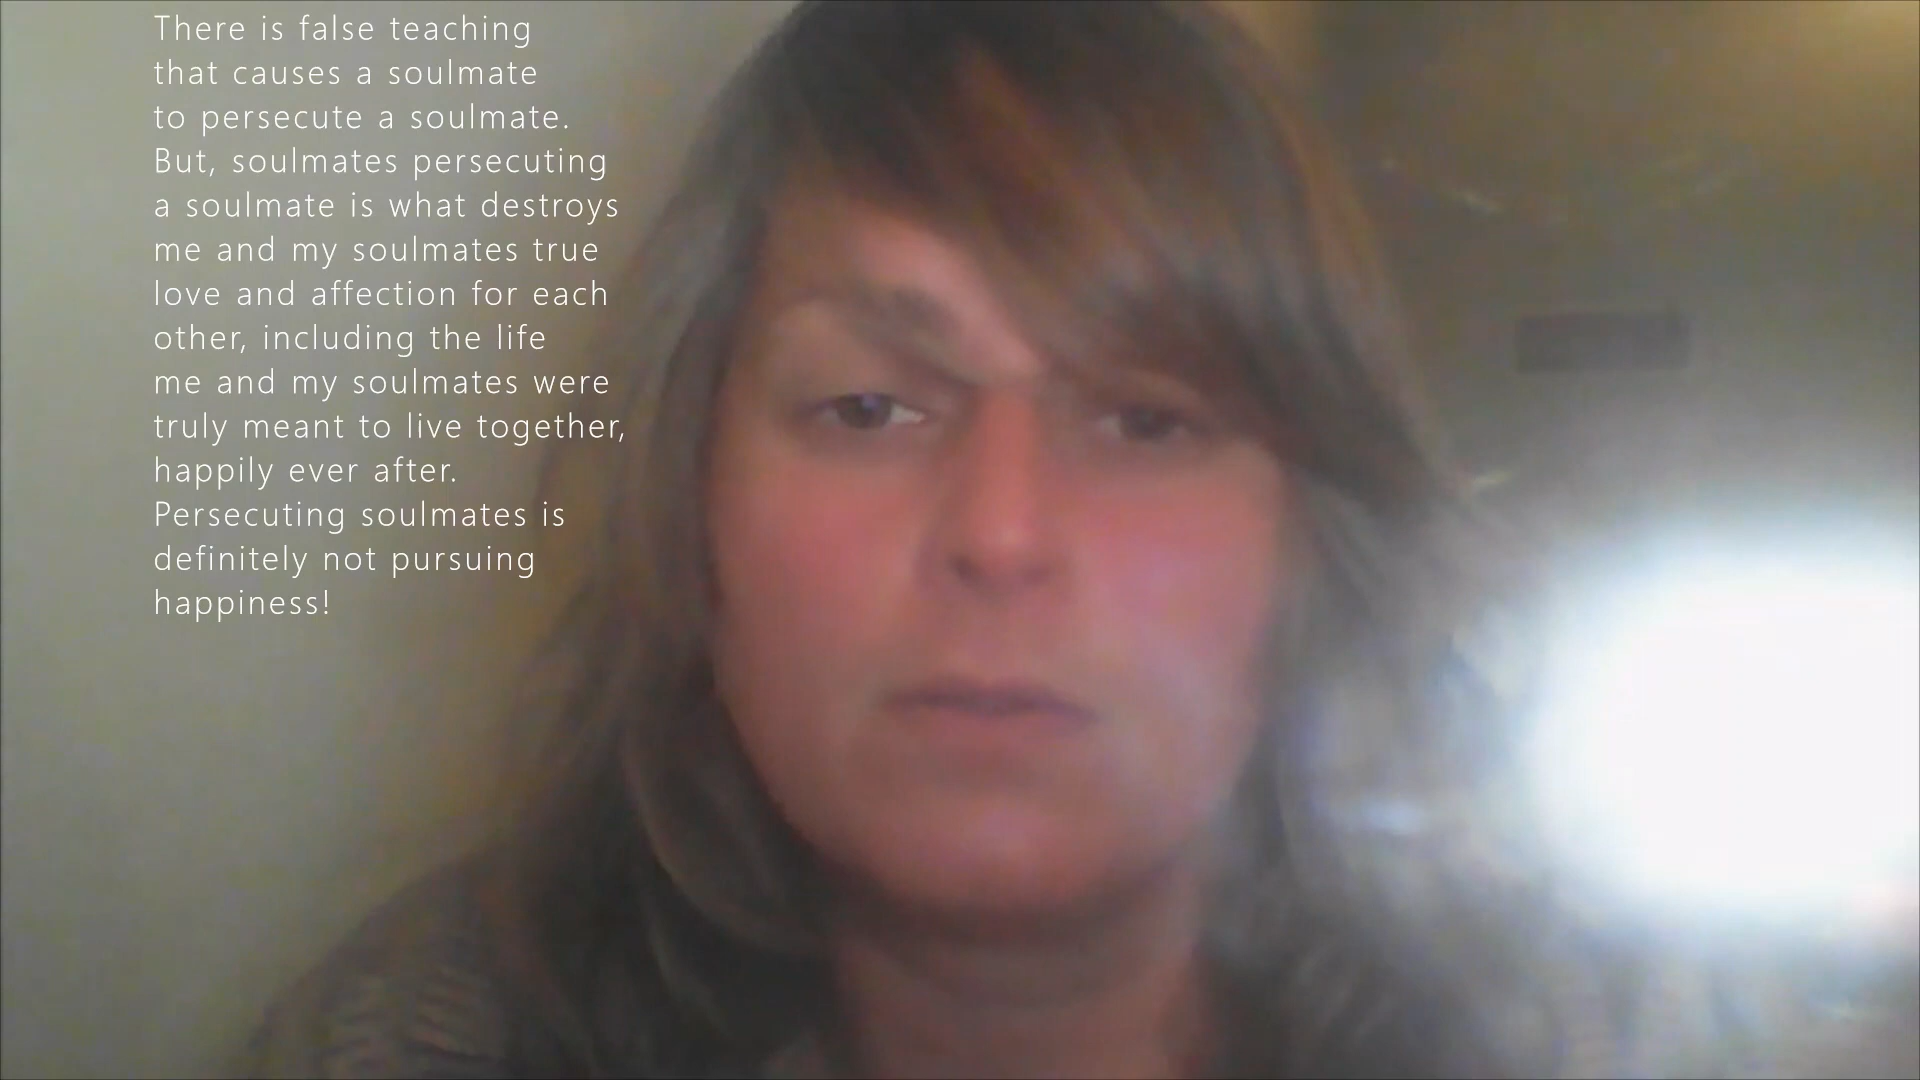 There is false teaching
that causes a soulmate
to persecute a soulmate.
But, soulmates persecuting
a soulmate is what destroys
me and my soulmates true
love and affection for each
other, including the life
me and my soulmates were
truly meant to live together,
happily ever after.
Persecuting soulmates is
definitely not pursuing
happiness!